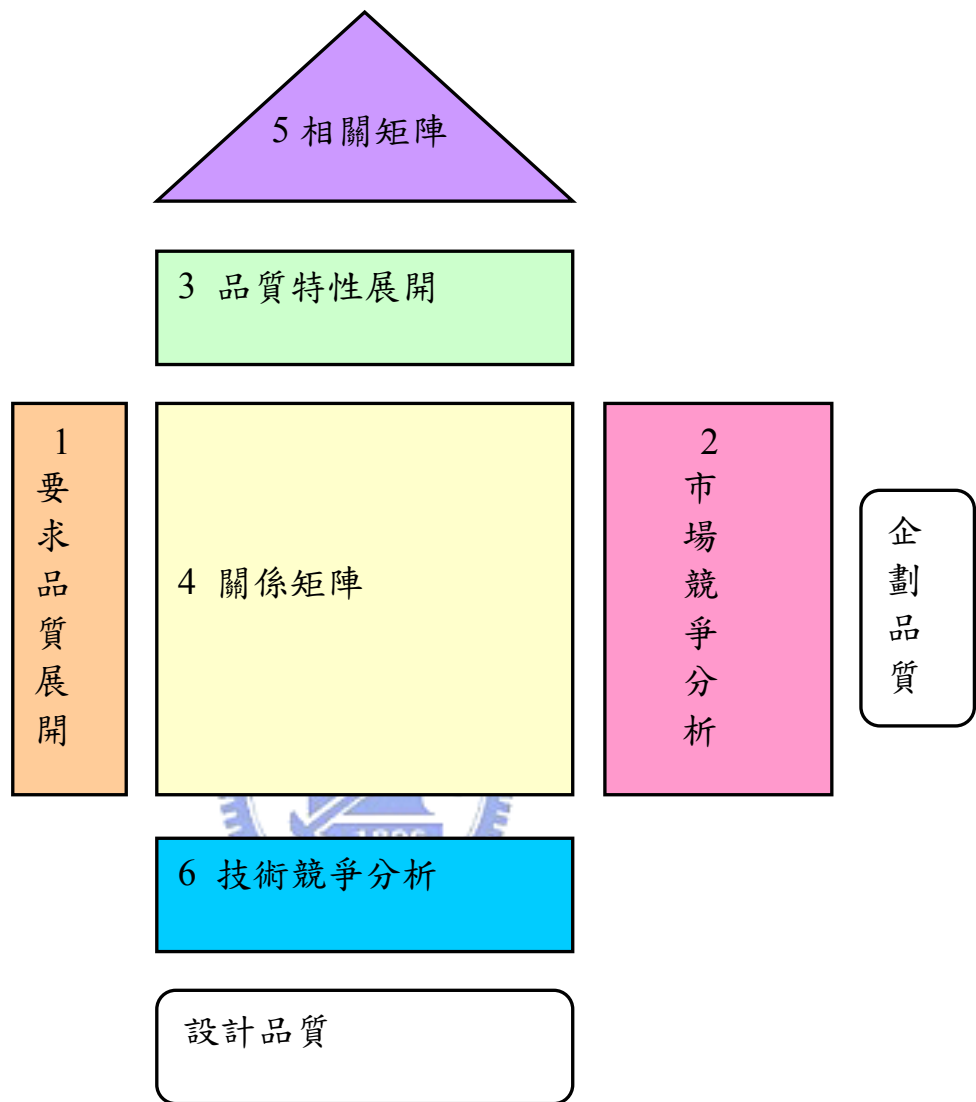 5 相關矩陣
3 品質特性展開
1
要求品質展開
4 關係矩陣
2
市場競爭分析
企劃品質
6 技術競爭分析
設計品質